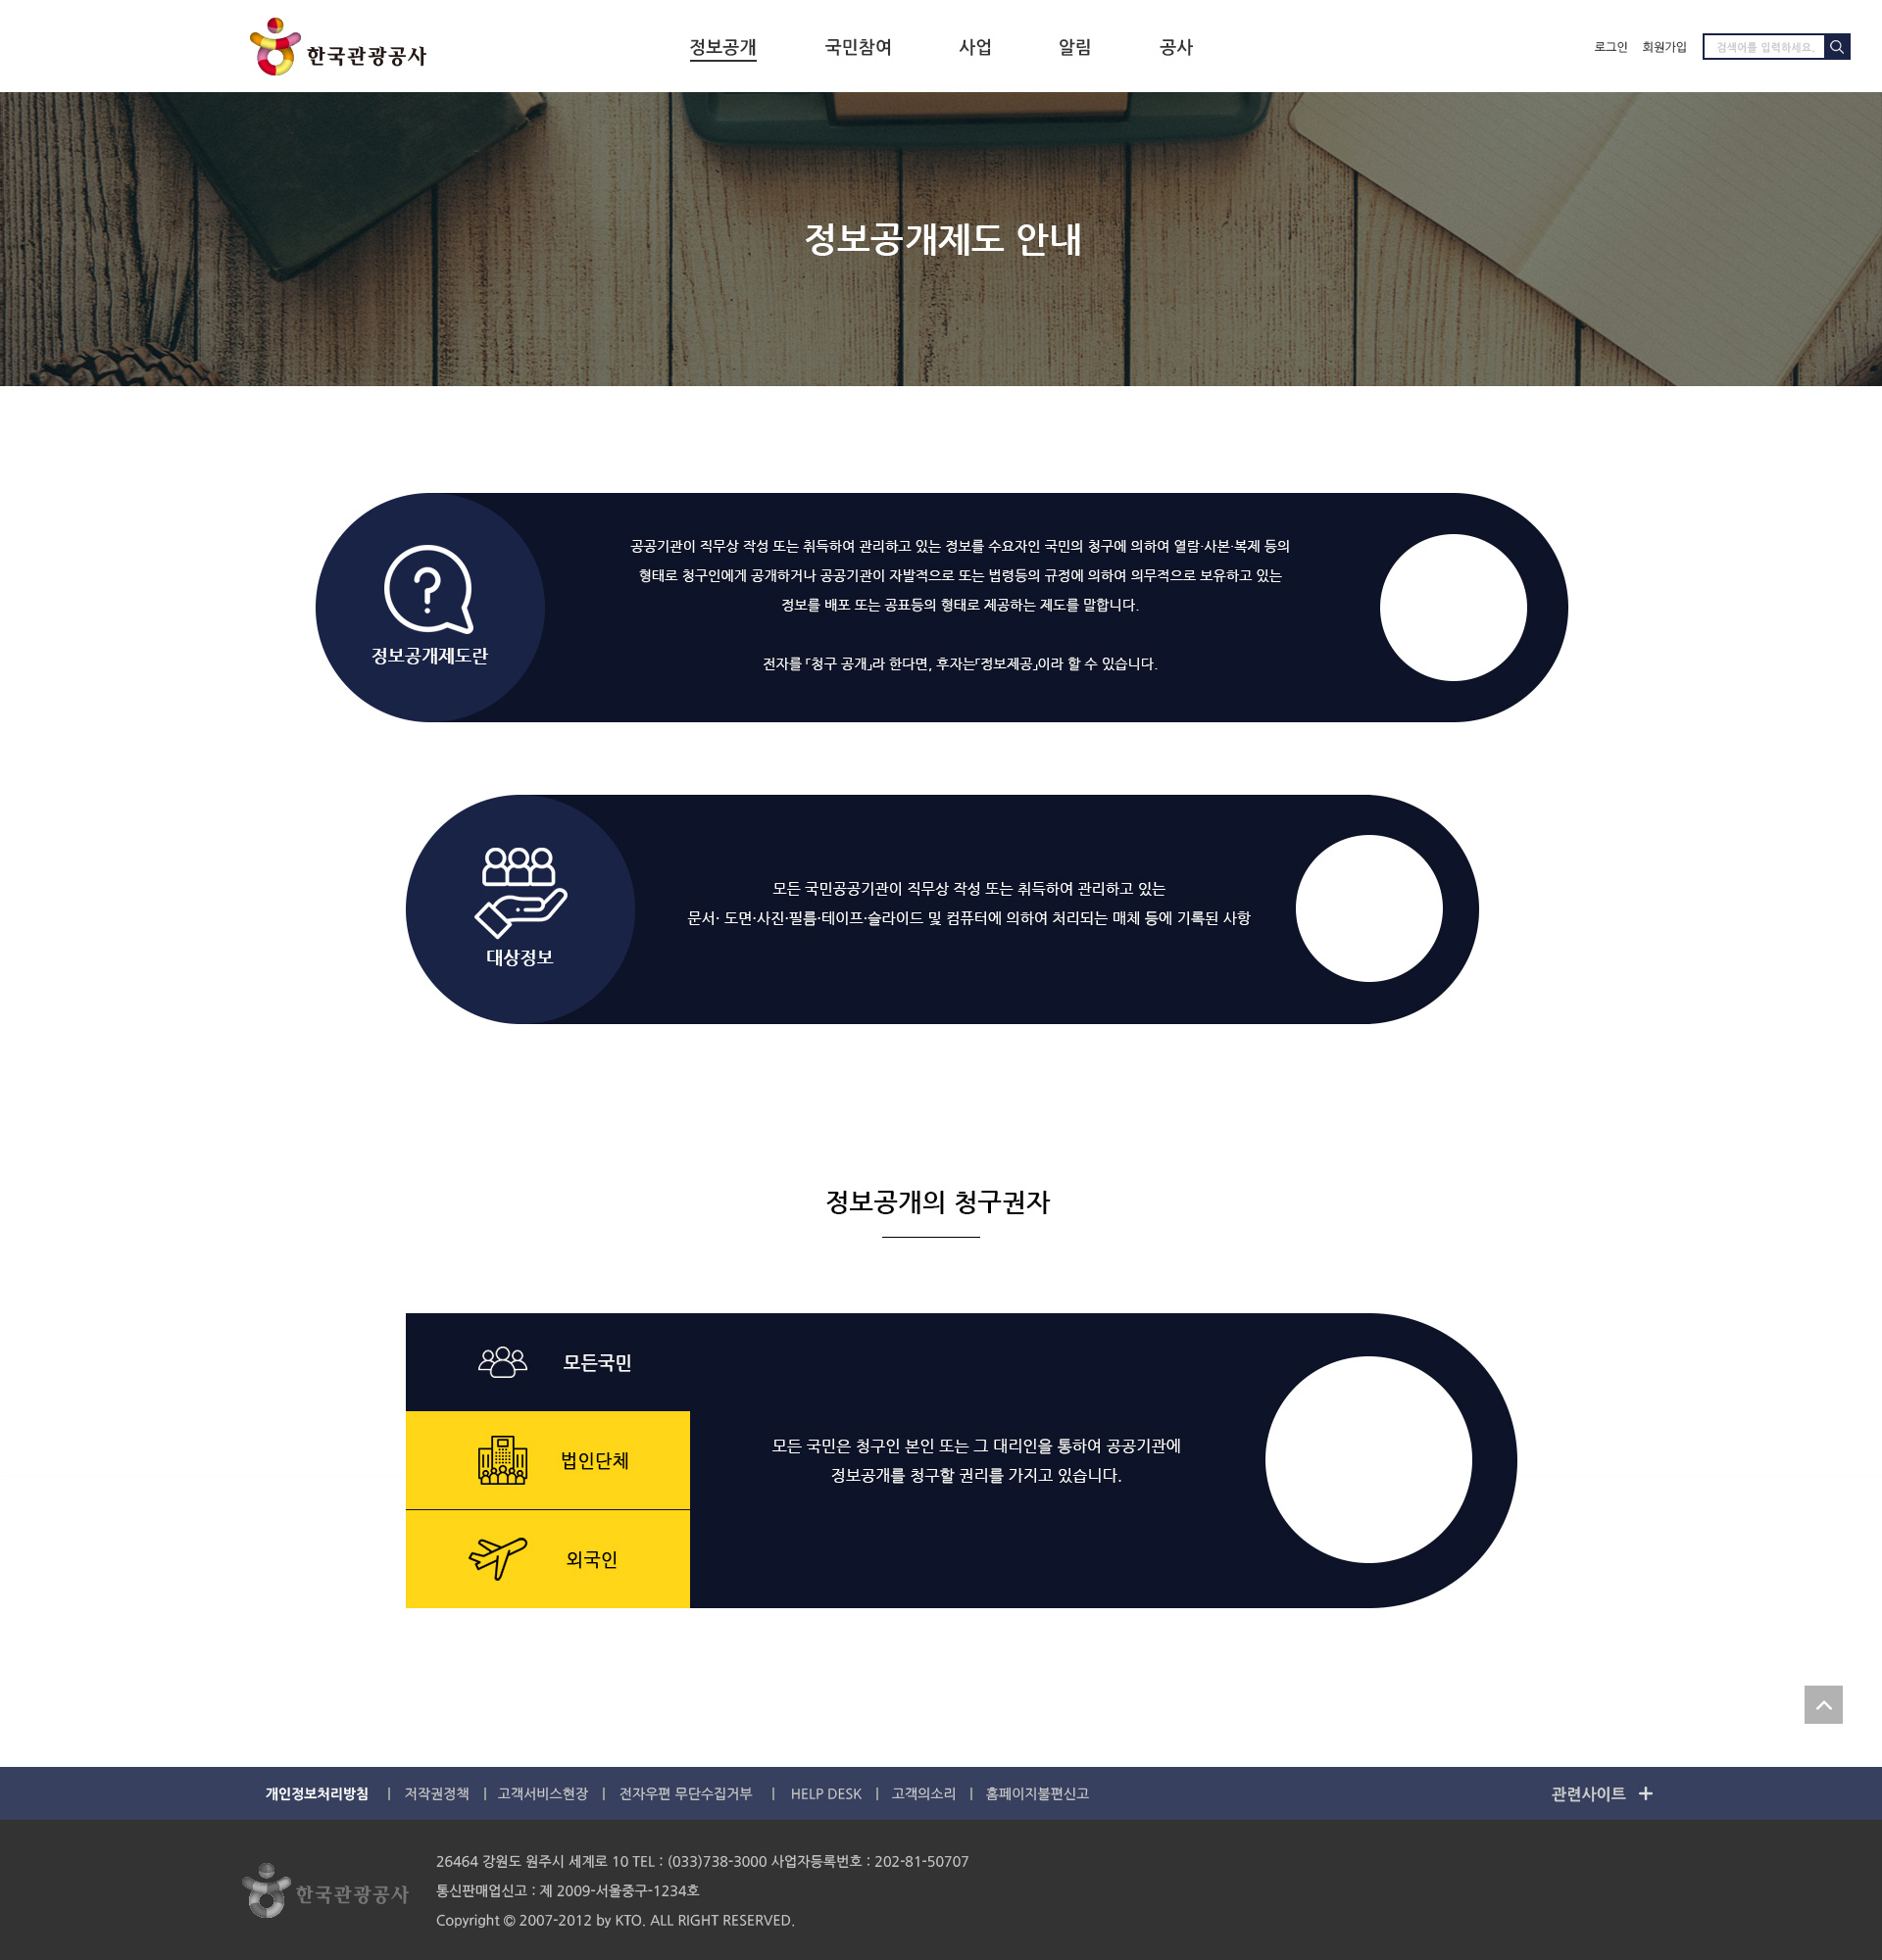 한국관광공사
정보공개 국민참여 사업 알림 공사
로그인 회원가입 검색어를 입력하세요.
정보공개제도 안내
정보공개제도란
공공기관이 직무상 작성 또는 취득하여 관리하고 있는 정보를 수요자인 국민의 청구에 의하여 열람·사본·복제 등의
형태로 청구인에게 공개하거나 공공기관이 자발적으로 또는 법령등의 규정에 의하여 의무적으로 보유하고 있는
정보를 배포 또는 공표등의 형태로 제공하는 제도를 말합니다.
전자를 「청구 공개」라 한다면, 후자는「정보제공」이라 할 수 있습니다.
대상정보
모든 국민공공기관이 직무상 작성 또는 취득하여 관리하고 있는
문서· 도면·사진·필름·테이프·슬라이드 및 컴퓨터에 의하여 처리되는 매체 등에 기록된 사항
정보공개의 청구권자
모든국민
법인단체
외국인
모든 국민은 청구인 본인 또는 그 대리인을 통하여 공공기관에
정보공개를 청구할 권리를 가지고 있습니다.
개인정보처리방침 | 저작권정책 | 고객서비스현장 | 전자우편 무단수집거부 | HELP DESK | 고객의소리 | 홈페이지불편신고
관련사이트 +
한국관광공사
26464 강원도 원주시 세계로 10 TEL : (033)738-3000 사업자등록번호 : 202-81-50707
통신판매업신고 : 제 2009-서울중구-1234호
Copyright © 2007-2012 by KTO. ALL RIGHT RESERVED.